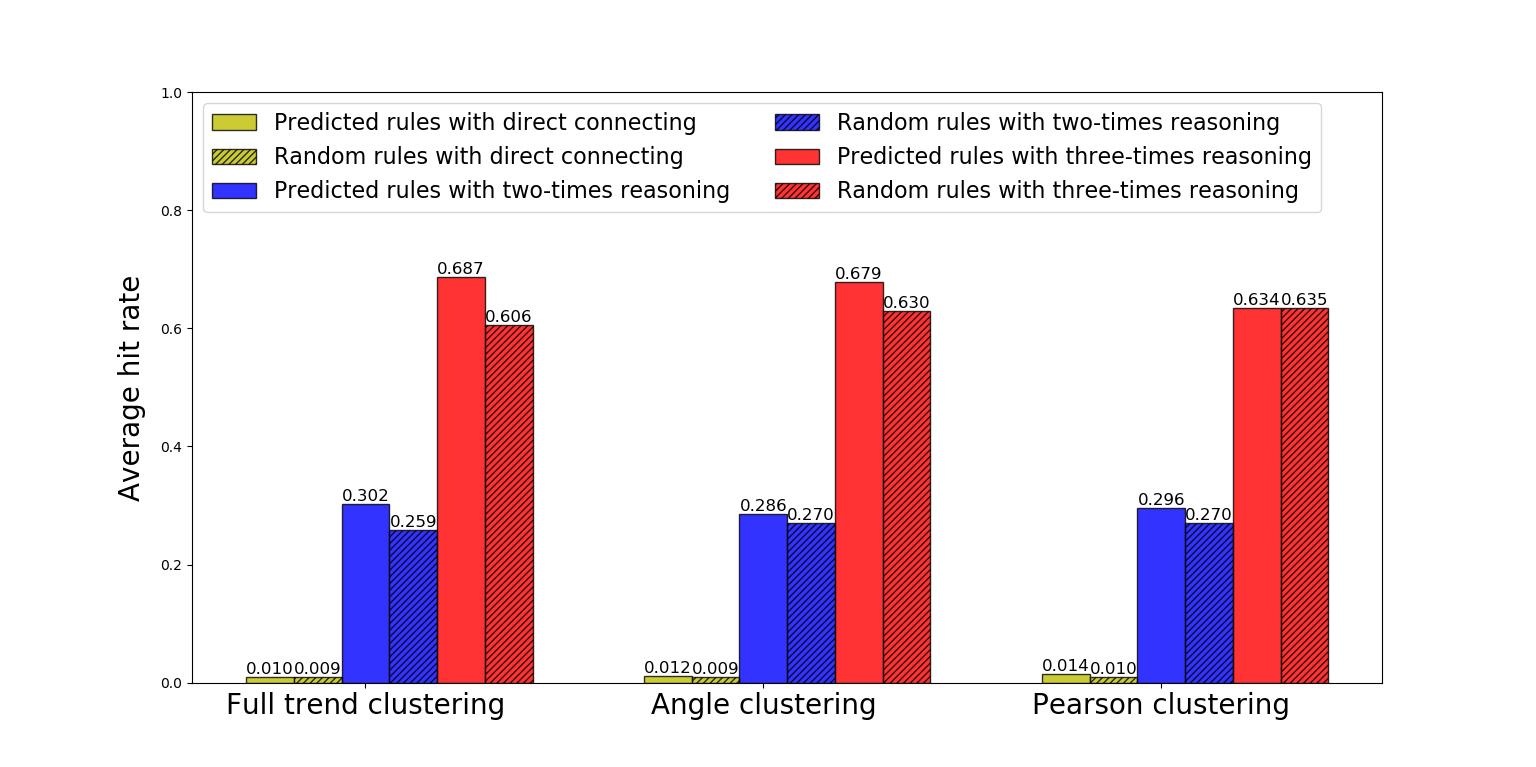 1.0
Predicted rules with direct connecting
Random rules with direct connecting
Predicted rules with two-times reasoning
Random rules with two-times reasoning
Predicted rules with three-times reasoning
Random rules with three-times reasoning
0.8
0.6
0.4
0.2
0.0
Average hit rate
0.010 0.009 0.302 0.259 0.687 0.606
0.012 0.009 0.286 0.270 0.679 0.630
0.014 0.010 0.296 0.270 0.634 0.635
Full trend clustering
Angle clustering
Pearson clustering